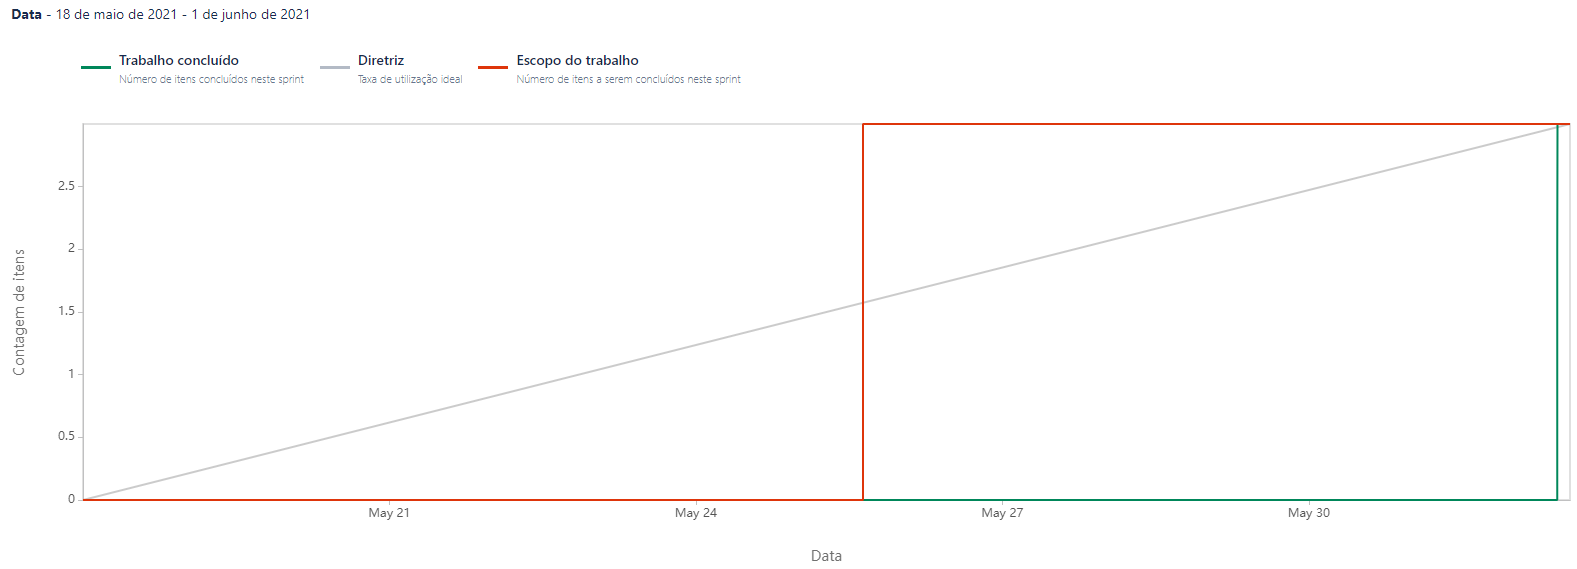 Data - 18 de maio de 2021 - 1 de junho de 2021
Trabalho concluído
Número de itens concluídos neste sprint
Diretriz
Taxa de utilização ideal
Escopo do trabalho
Número de itens a serem concluídos neste sprint
Contagem de itens
2.5
2
1.5
1
0.5
0
May 21
May 24
May 27
May 30
Data